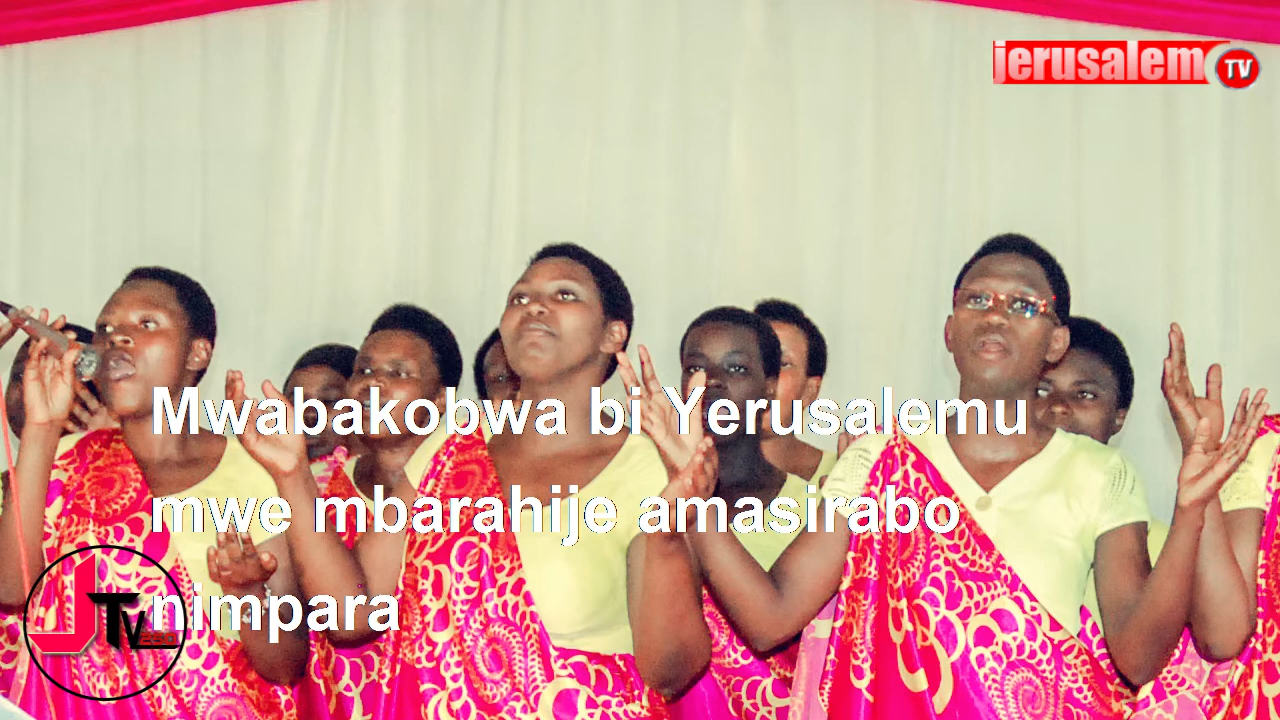 jerusalem TV
Mwabakobwa bi Yerusalemu
mwe mbarahije amasirabo
nimpara
JTV